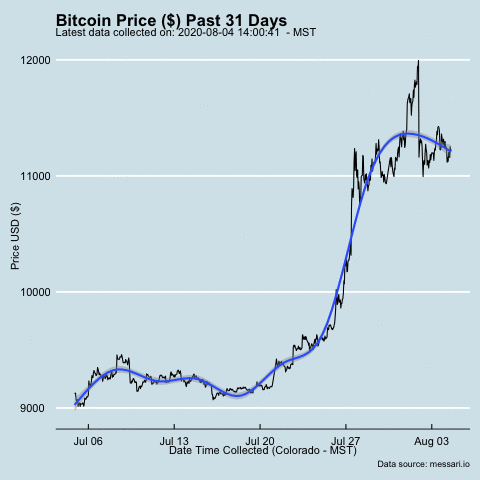 Bitcoin Price ($) Past 31 Days
Latest data collected on: 2020-08-04 14:00:41 - MST
12000
11000
10000
9000
Price USD ($)
Jul 06 Jul 13 Jul 20 Jul 27 Aug 03
Date Time Collected (Colorado - MST)
Data source: messari.io